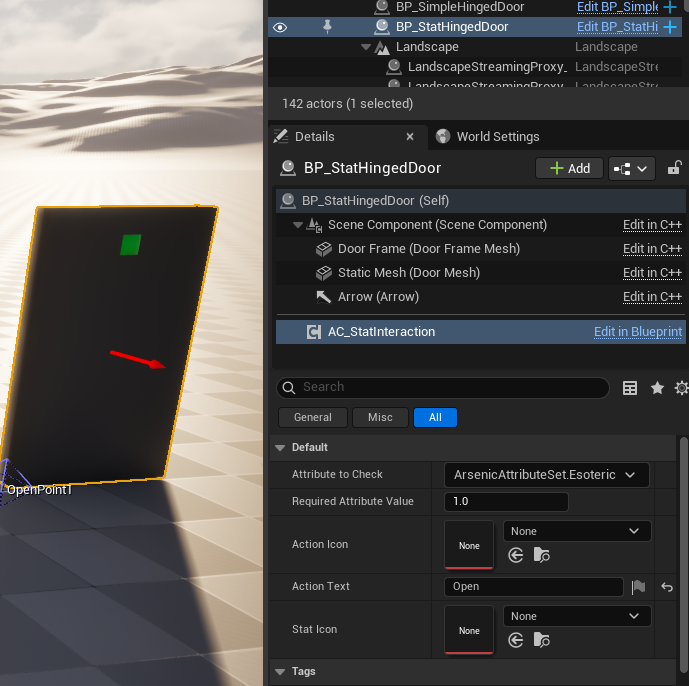 BP_SimpleHingedDoor Edit BP_Simple
BP_StatHingedDoor Edit BP_StatHi
Landscape Landscape
LandscapeStreamingProxy_ LandscapeStre
LandscapeStreamingProxy LandscapeStre
142 actors (1 selected)
Details × World Settings
BP_StatHingedDoor + Add
BP_StatHingedDoor (Self)
Scene Component (Scene Component) Edit in C++
Door Frame (Door Frame Mesh) Edit in C++
Static Mesh (Door Mesh) Edit in C++
Arrow (Arrow) Edit in C++
AC_StatInteraction Edit in Blueprint
Search
General Misc All
Default
Attribute to Check ArsenicAttributeSet.Esoteric
Required Attribute Value 1.0
Action Icon None None
Action Text Open
Stat Icon None None
Tags
OpenPoint1